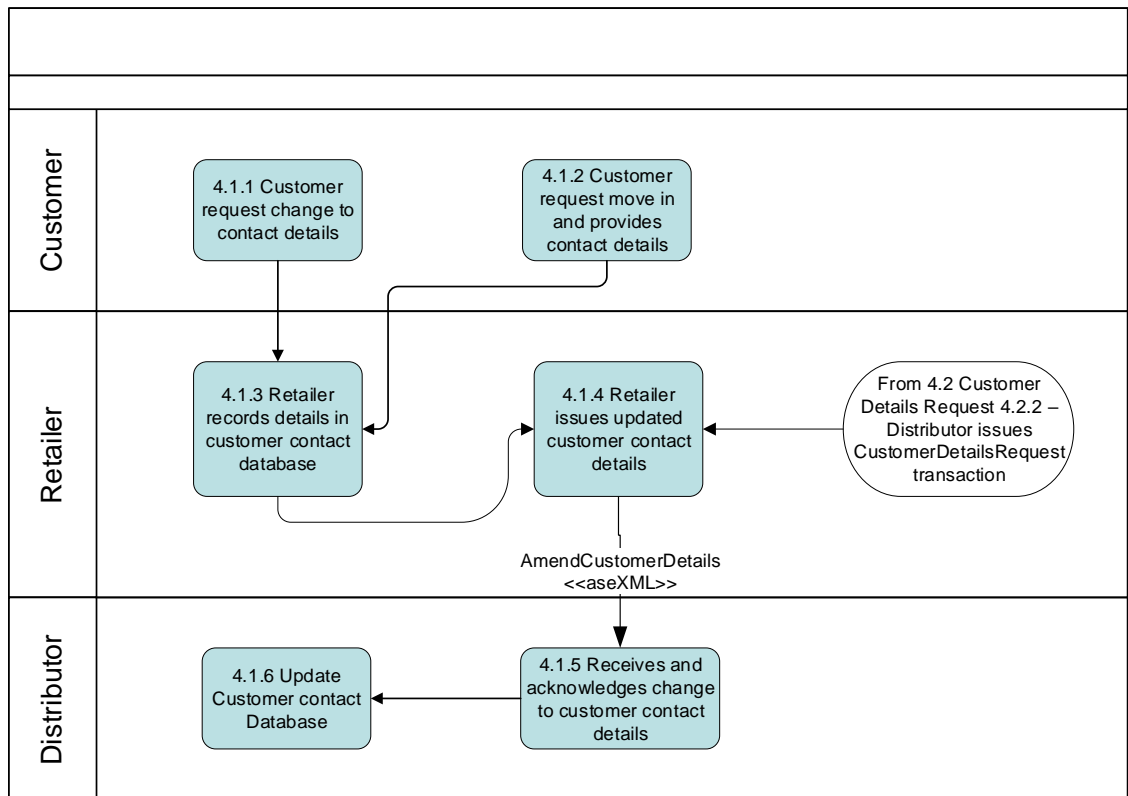 Customer
4.1.1 Customer
request change to
contact details
4.1.2 Customer
request move in
and provides
contact details
Retailer
4.1.3 Retailer
records details in
customer contact
database
4.1.4 Retailer
issues updated
customer contact
details
From 4.2 Customer
Details Request 4.2.2 –
Distributor issues
CustomerDetailsRequest
transaction
AmendCustomerDetails
<<aseXML>>
Distributor
4.1.6 Update
Customer contact
Database
4.1.5 Receives and
acknowledges change
to customer contact
details